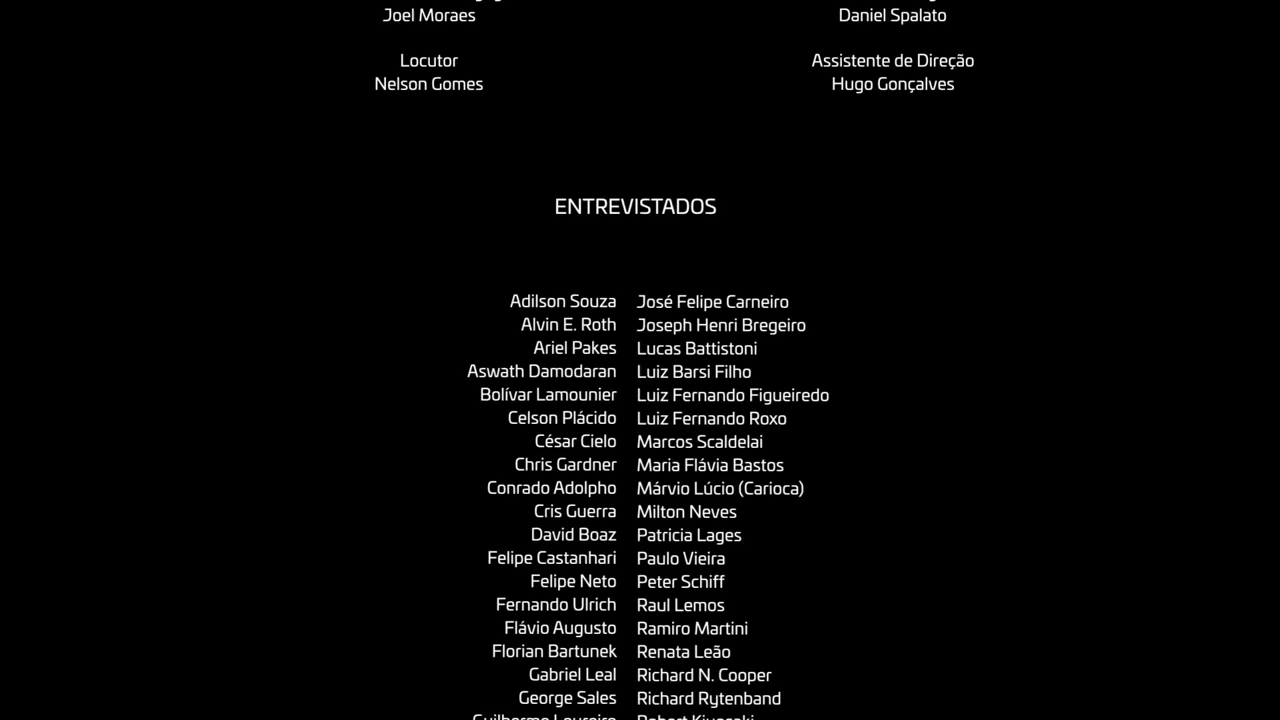 Joel Moraes
Daniel Spalato
Locutor
Nelson Gomes
Assistente de Direção
Hugo Gonçalves
ENTREVISTADOS
Adilson Souza José Felipe Carneiro
Alvin E. Roth Joseph Henri Bregeiro
Ariel Pakes Lucas Battistoni
Aswath Damodaran Luiz Barsi Filho
Bolívar Lamounier Luiz Fernando Figueiredo
Celson Plácido Luiz Fernando Roxo
César Cielo Marcos Scaldelai
Chris Gardner Maria Flávia Bastos
Conrado Adolpho Márvio Lúcio (Carioca)
Cris Guerra Milton Neves
David Boaz Patricia Lages
Felipe Castanhari Paulo Vieira
Felipe Neto Peter Schiff
Fernando Ulrich Raul Lemos
Flávio Augusto Ramiro Martini
Florian Bartunek Renata Leão
Gabriel Leal Richard N. Cooper
George Sales Richard Rytenband